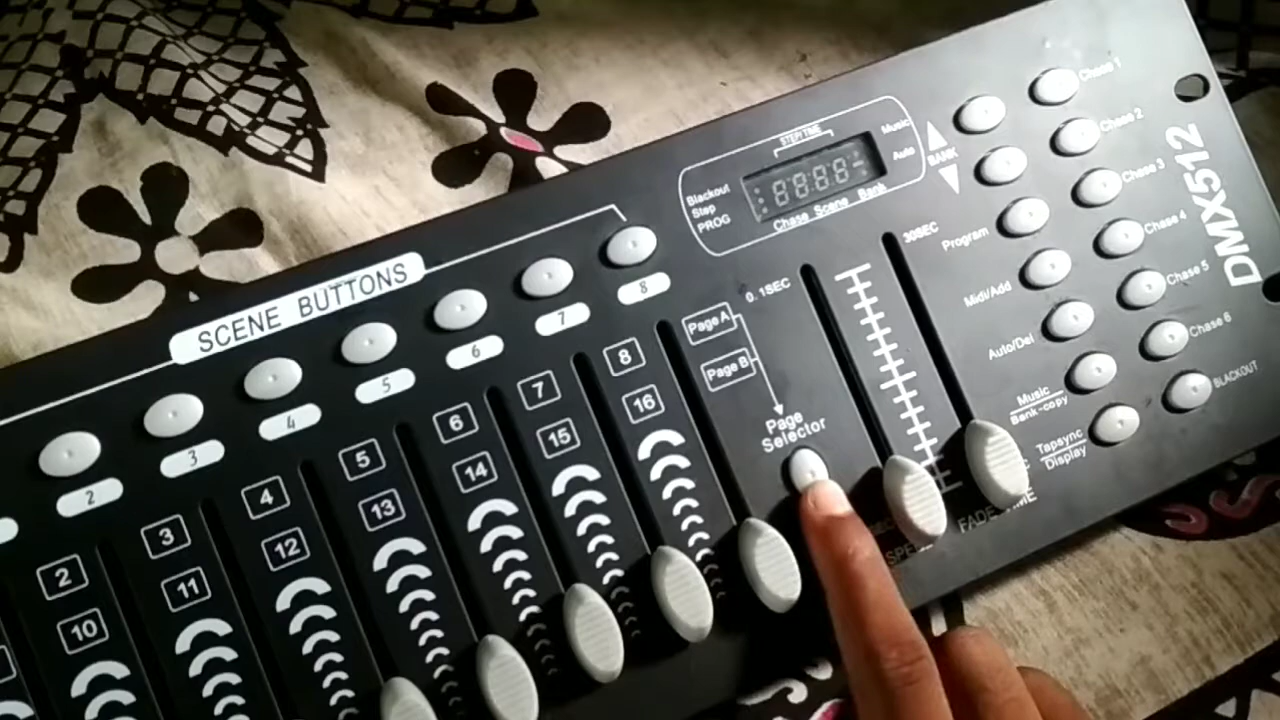 SCENE BUTTONS
2
3
4
5
6
7
8
2
10
3
11
4
12
5
13
6
14
7
15
8
16
Page A
Page B
Page
Selector
Blackout
Step
PROG
STEP/TIME
Music
Auto
Chase Scene Bank
BANK
0.1SEC
30SEC
FADE
Program
Midi/Add
Auto/Del
Music
Bank-copy
Tapsync
Display
Chase 1
Chase 2
Chase 3
Chase 4
Chase 5
Chase 6
BLACKOUT
DMX512